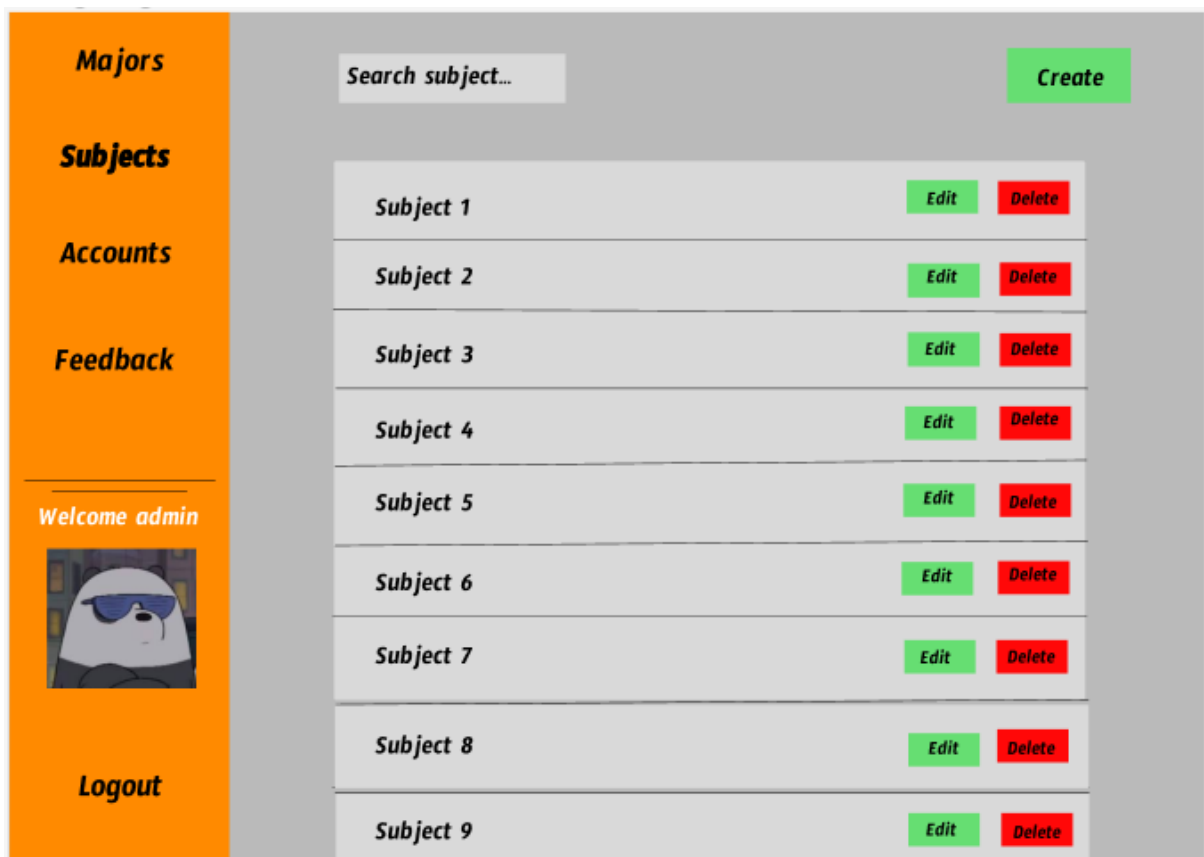 Majors
Subjects
Accounts
Feedback
Welcome admin
Logout
Search subject...
Create
Subject 1 Edit Delete
Subject 2 Edit Delete
Subject 3 Edit Delete
Subject 4 Edit Delete
Subject 5 Edit Delete
Subject 6 Edit Delete
Subject 7 Edit Delete
Subject 8 Edit Delete
Subject 9 Edit Delete